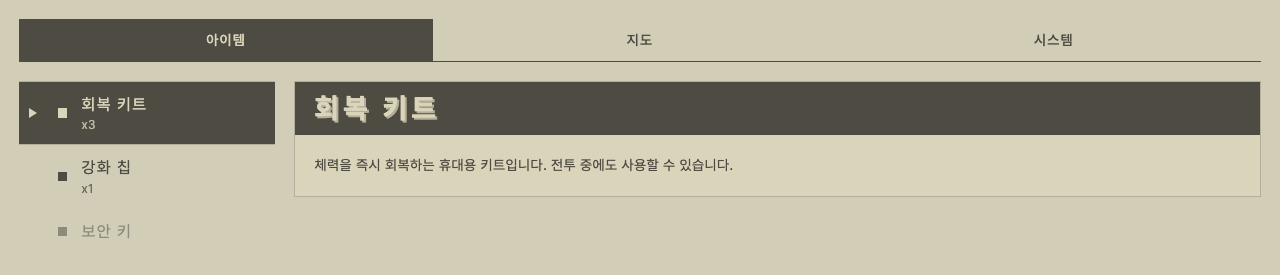 아이템
지도
시스템
회복 키트
x3
강화 칩
x1
보안 키
회복 키트
체력을 즉시 회복하는 휴대용 키트입니다. 전투 중에도 사용할 수 있습니다.